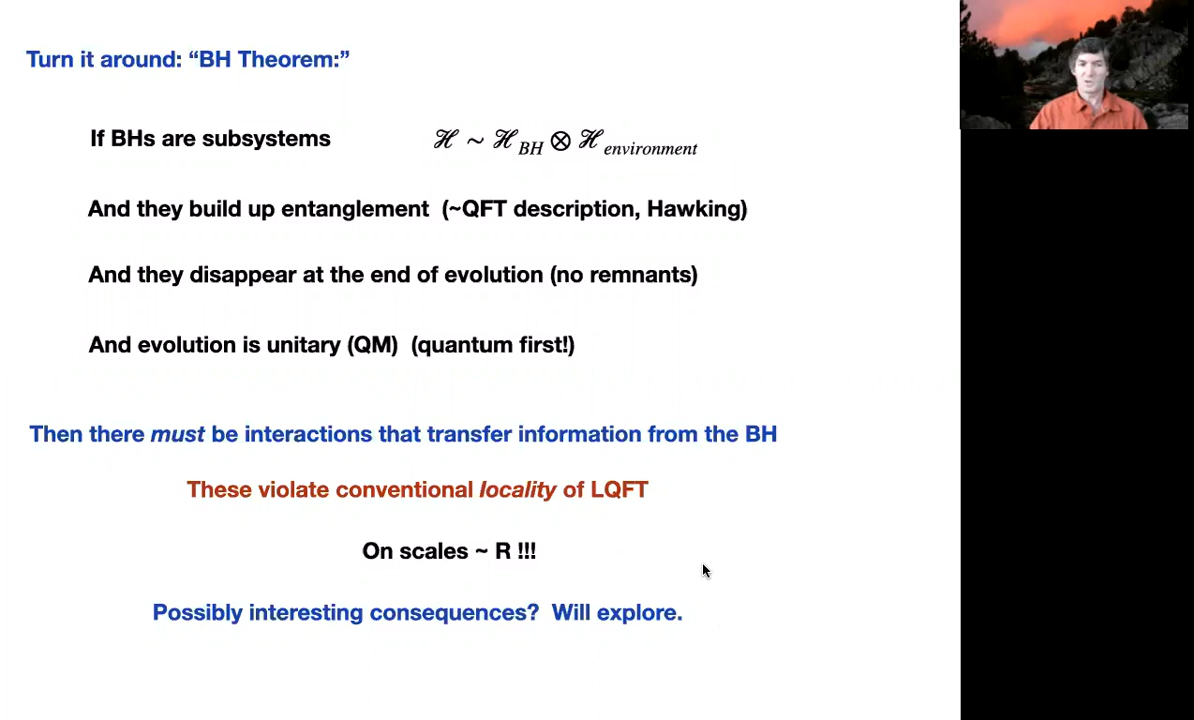 Turn it around: “BH Theorem:”
If BHs are subsystems ℋ ~ ℋ_BH ⊗ ℋ_environment
And they build up entanglement (~QFT description, Hawking)
And they disappear at the end of evolution (no remnants)
And evolution is unitary (QM) (quantum first!)
Then there must be interactions that transfer information from the BH
These violate conventional locality of LQFT
On scales ~ R !!!
Possibly interesting consequences? Will explore.